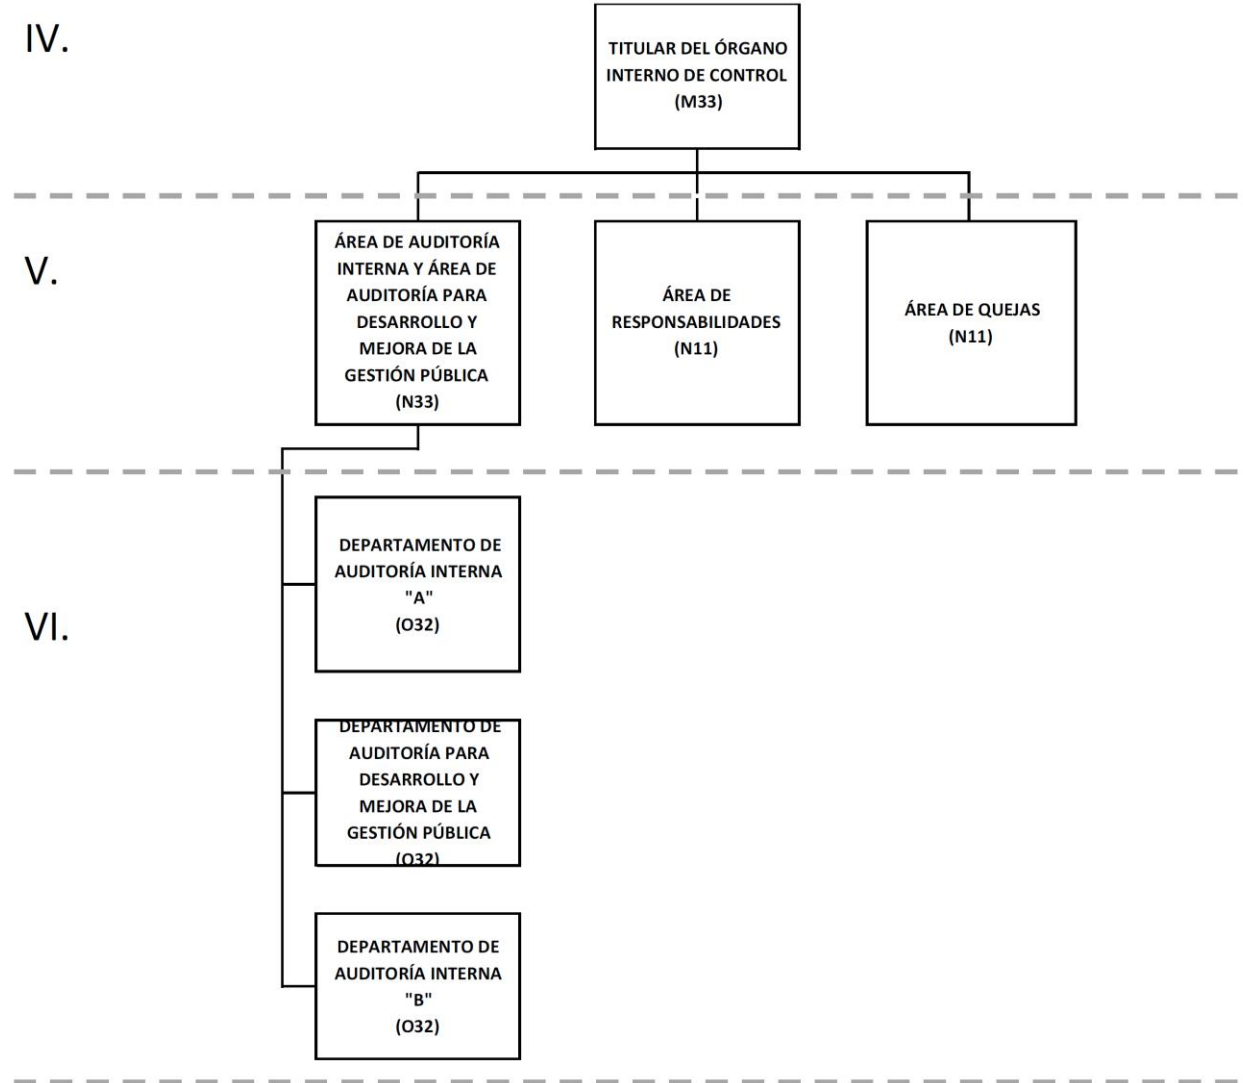 IV.
TITULAR DEL ÓRGANO
INTERNO DE CONTROL
(M33)
V.
ÁREA DE AUDITORÍA
INTERNA Y ÁREA DE
AUDITORÍA PARA
DESARROLLO Y
MEJORA DE LA
GESTIÓN PÚBLICA
(N33)
ÁREA DE
RESPONSABILIDADES
(N11)
ÁREA DE QUEJAS
(N11)
VI.
DEPARTAMENTO DE
AUDITORÍA INTERNA
"A"
(O32)
DEPARTAMENTO DE
AUDITORÍA PARA
DESARROLLO Y
MEJORA DE LA
GESTIÓN PÚBLICA
(O32)
DEPARTAMENTO DE
AUDITORÍA INTERNA
"B"
(O32)